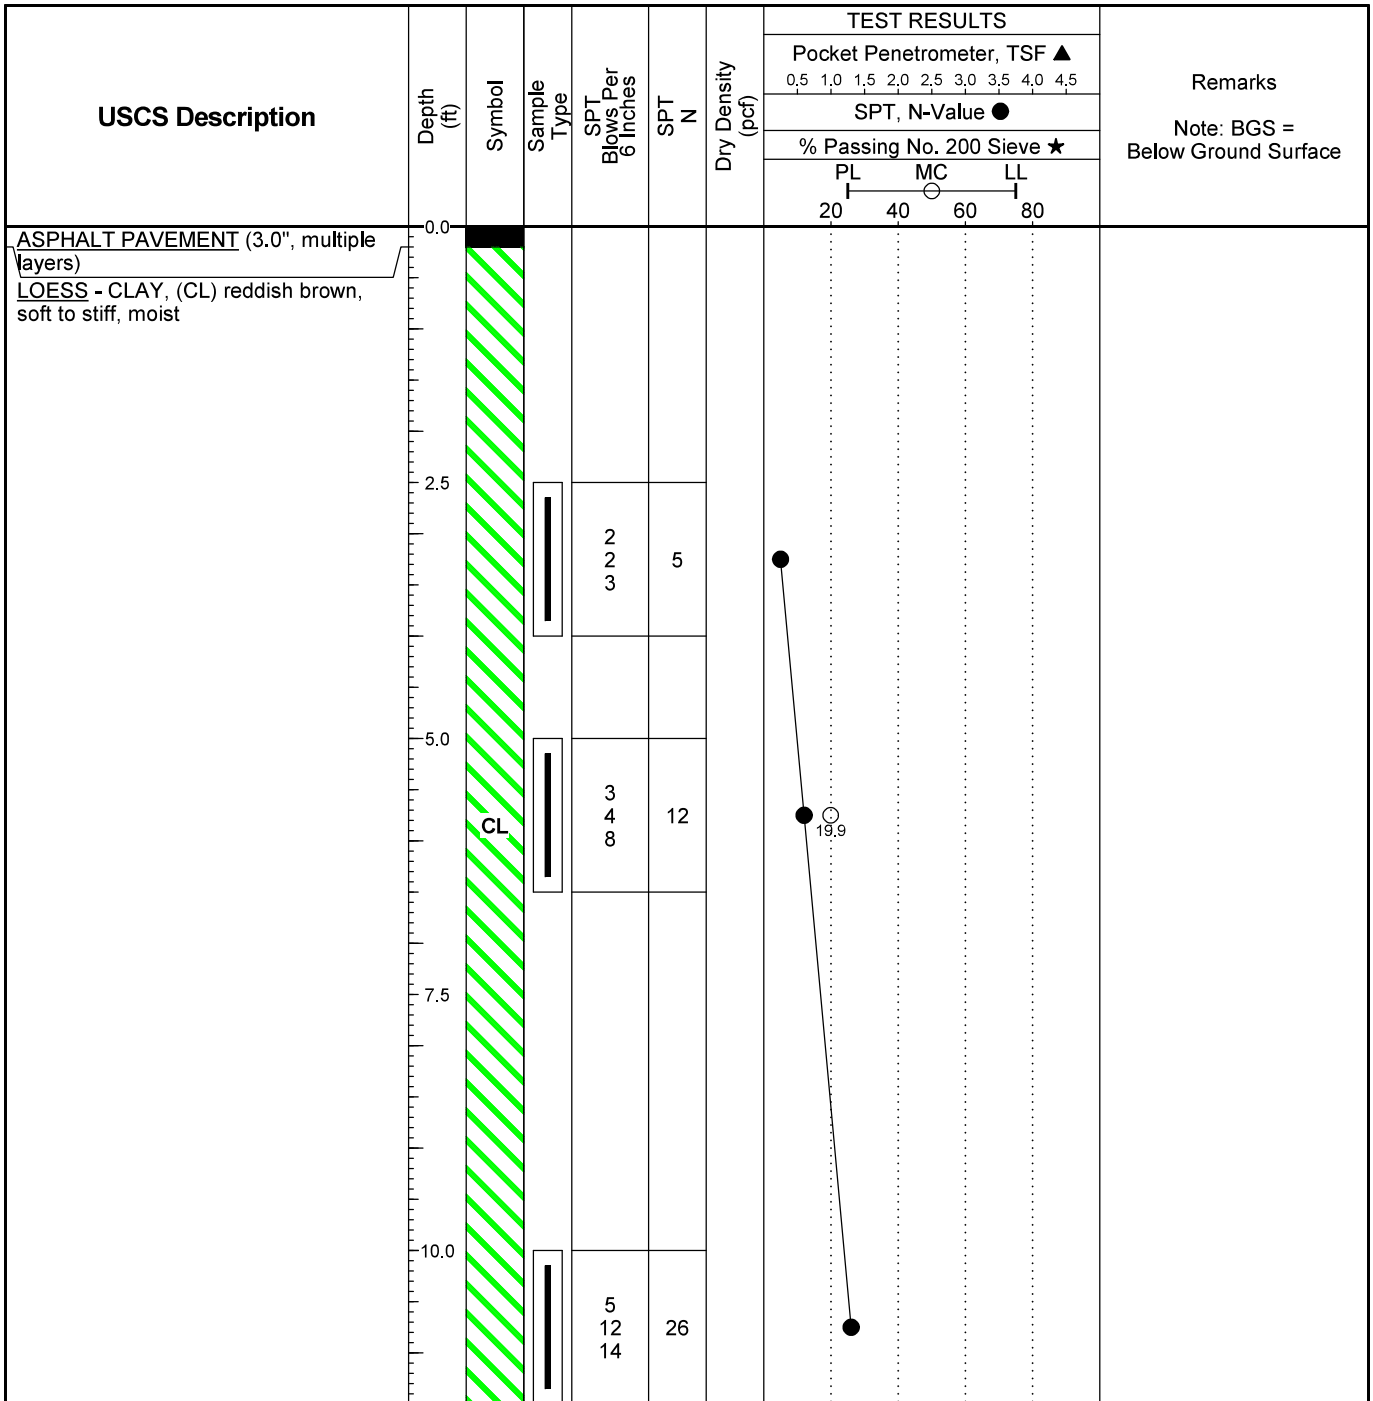 USCS Description
Depth
(ft)
Symbol
Sample
Type
SPT
Blows Per
6 Inches
SPT
N
Dry Density
(pcf)
TEST RESULTS
Pocket Penetrometer, TSF ▲
0.5 1.0 1.5 2.0 2.5 3.0 3.5 4.0 4.5
SPT, N-Value ●
% Passing No. 200 Sieve ★
PL MC LL
20 40 60 80
Remarks
Note: BGS =
Below Ground Surface
0.0
ASPHALT PAVEMENT (3.0", multiple
layers)
LOESS - CLAY, (CL) reddish brown,
soft to stiff, moist
2.5
2
2
3
5
5.0
CL
3
4
8
12
19.9
7.5
10.0
5
12
14
26